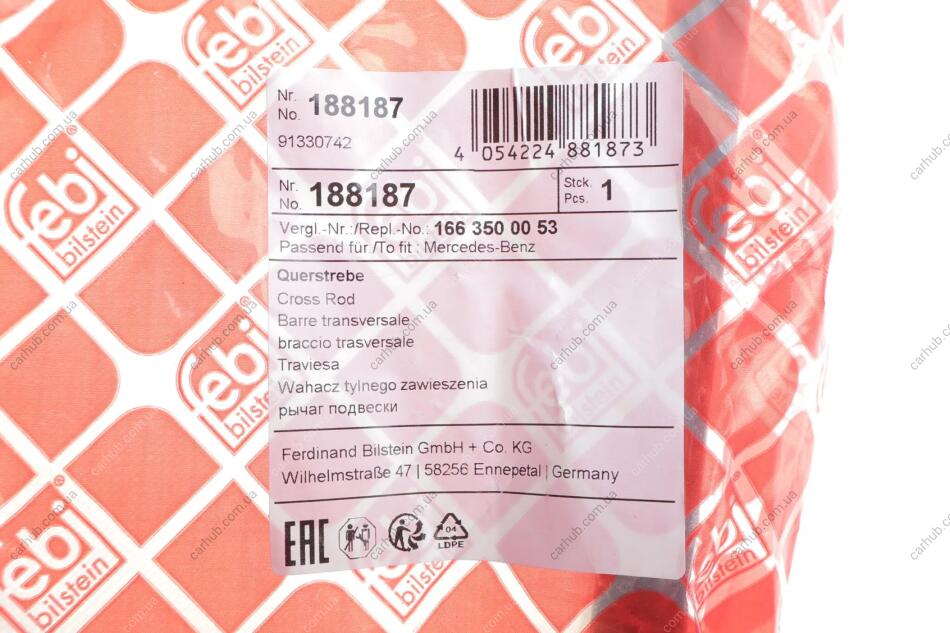 Nr. No. 188187
91330742
4 054224 881873
Nr. No. 188187
Stck. Pcs. 1
Vergl.-Nr.:/Repl.-No.: 166 350 00 53
Passend für /To fit : Mercedes-Benz
Querstrebe
Cross Rod
Barre transversale
braccio trasversale
Traviesa
Wahacz tylnego zawieszenia
рычаг подвески
Ferdinand Bilstein GmbH + Co. KG
Wilhelmstraße 47 | 58256 Ennepetal | Germany
EAC
04
LDPE
febi
bilstein
carhub.com.ua